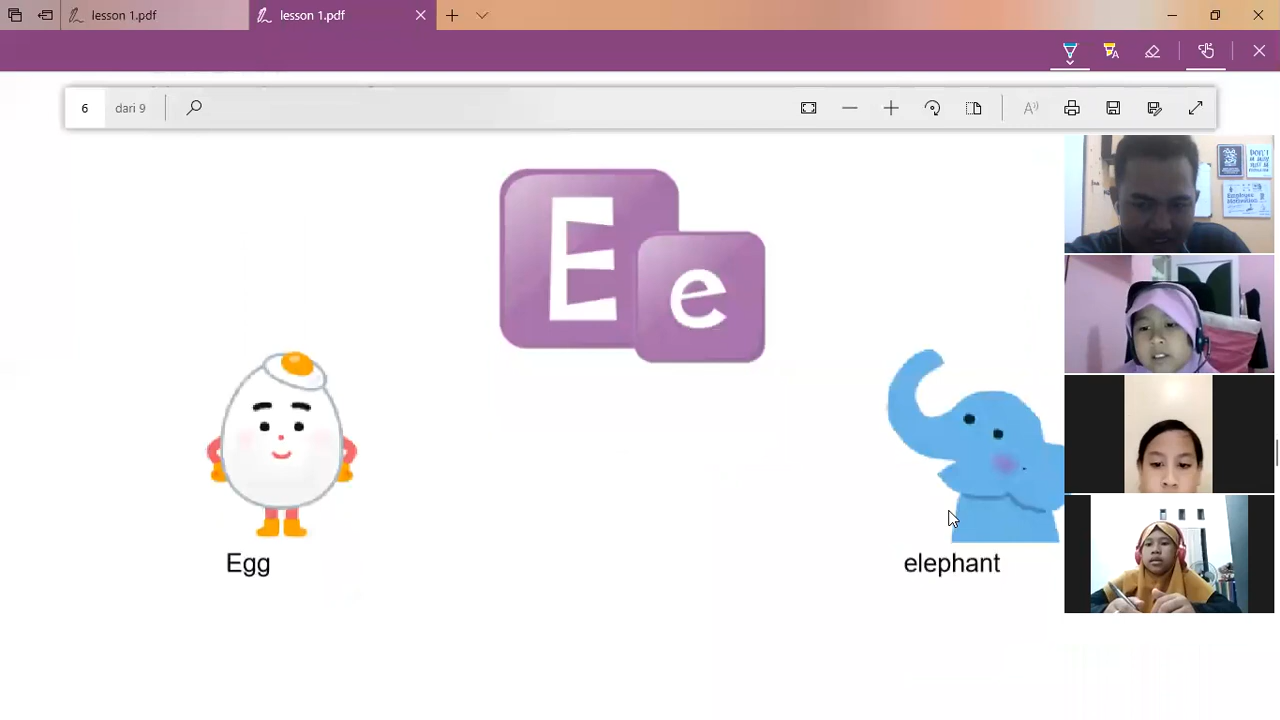 lesson 1.pdf
lesson 1.pdf
6 dari 9
E e
Egg
elephant